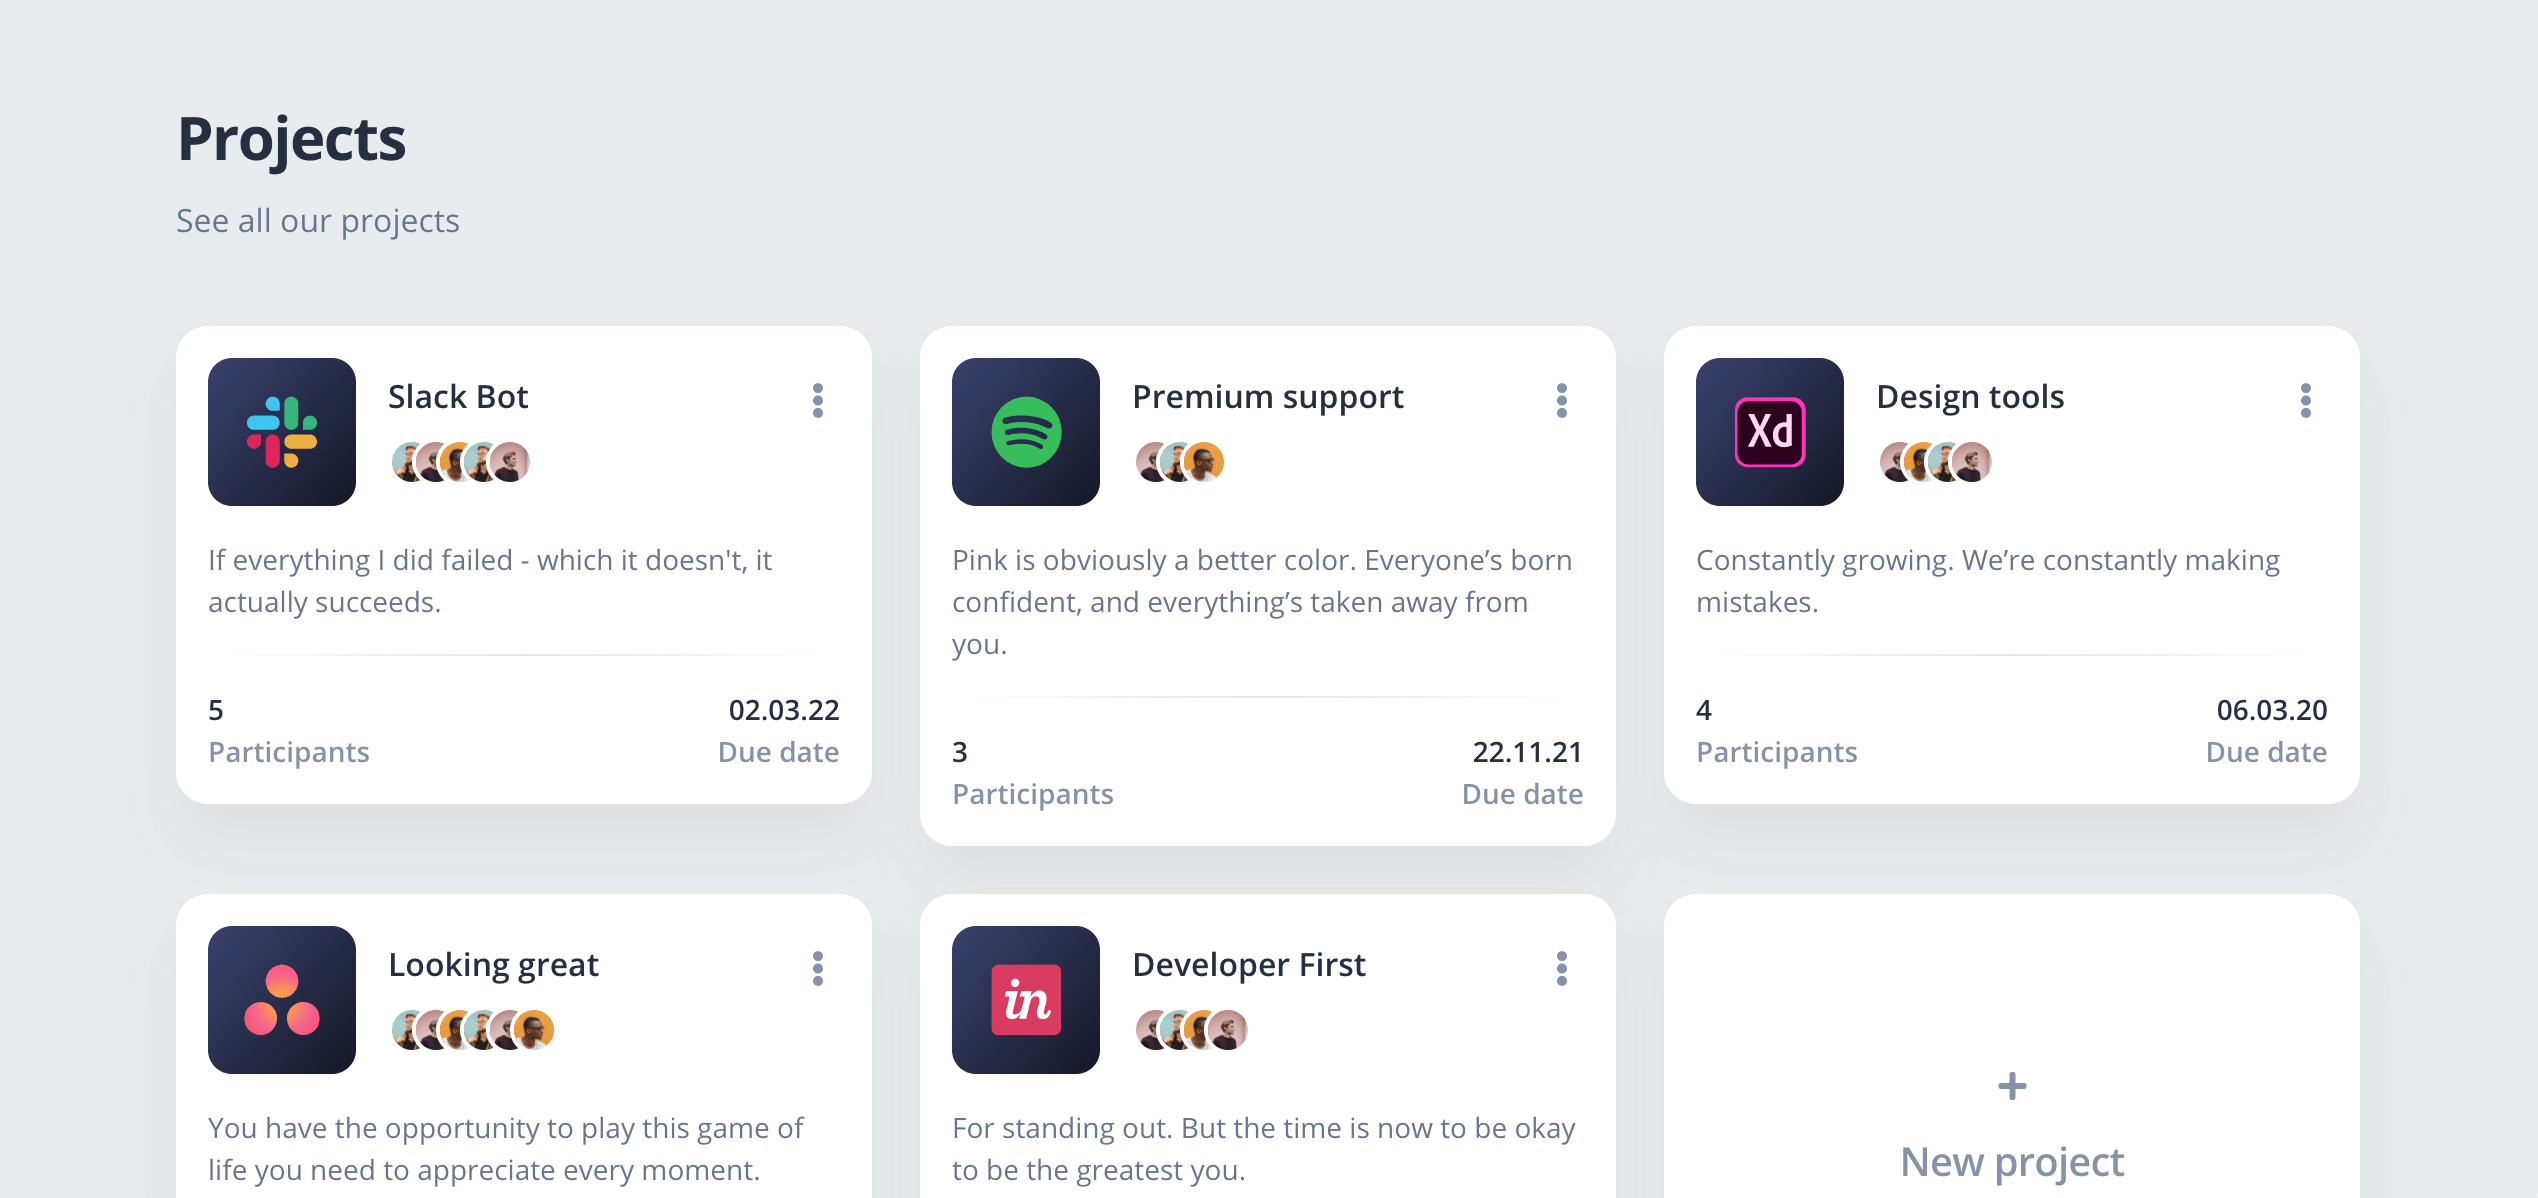 Projects
See all our projects
Slack Bot
If everything I did failed - which it doesn't, it
actually succeeds.
5
02.03.22
Participants
Due date
Premium support
Pink is obviously a better color. Everyone’s born
confident, and everything’s taken away from
you.
3
22.11.21
Participants
Due date
Xd
Design tools
Constantly growing. We’re constantly making
mistakes.
4
06.03.20
Participants
Due date
Looking great
You have the opportunity to play this game of
life you need to appreciate every moment.
in
Developer First
For standing out. But the time is now to be okay
to be the greatest you.
+
New project